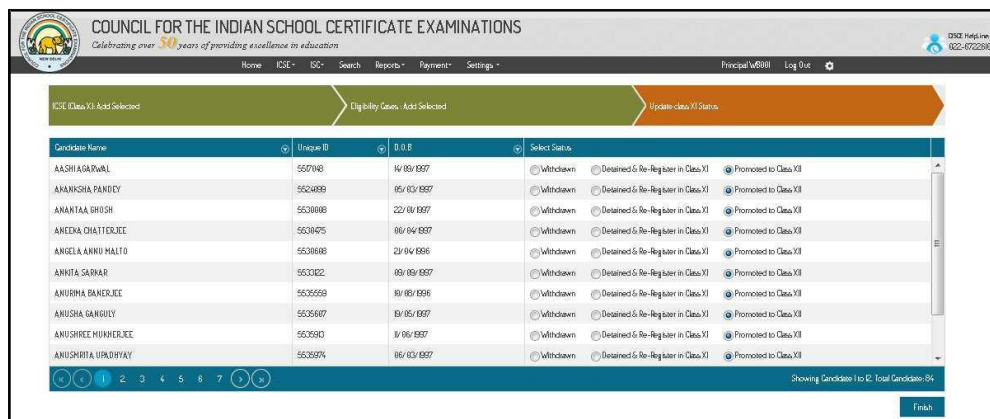 COUNCIL FOR THE INDIAN SCHOOL CERTIFICATE EXAMINATIONS
Celebrating over 50 years of providing excellence in education
NEW DELHI
CISCE HelpLine
Home ICSE ISC Search Reports Payment Settings Principal WB001 Log Out
ICSE (Class X): Add Selected Eligibility Cases : Add Selected Update class XI Status
Candidate Name Unique ID D.O.B Select Status
AASHI AGARWAL 5517048 14/09/1997 Withdrawn Detained & Re-Register in Class XI Promoted to Class XII
AKANKSHA PANDEY 5524099 05/03/1997 Withdrawn Detained & Re-Register in Class XI Promoted to Class XII
ANANTAA GHOSH 5530008 22/01/1997 Withdrawn Detained & Re-Register in Class XI Promoted to Class XII
ANEEKA CHATTERJEE 5530475 06/04/1997 Withdrawn Detained & Re-Register in Class XI Promoted to Class XII
ANGELA ANNU MALTO 5530608 21/04/1996 Withdrawn Detained & Re-Register in Class XI Promoted to Class XII
ANKITA SARKAR 5533122 09/09/1997 Withdrawn Detained & Re-Register in Class XI Promoted to Class XII
ANURIMA BANERJEE 5535559 10/08/1996 Withdrawn Detained & Re-Register in Class XI Promoted to Class XII
ANUSHA GANGULY 5535607 19/05/1997 Withdrawn Detained & Re-Register in Class XI Promoted to Class XII
ANUSHREE MUKHERJEE 5535913 11/06/1997 Withdrawn Detained & Re-Register in Class XI Promoted to Class XII
ANUSMRITA UPADHYAY 5535974 06/03/1997 Withdrawn Detained & Re-Register in Class XI Promoted to Class XII
1 2 3 4 5 6 7 Showing Candidate 1 to 12. Total Candidate: 84
Finish